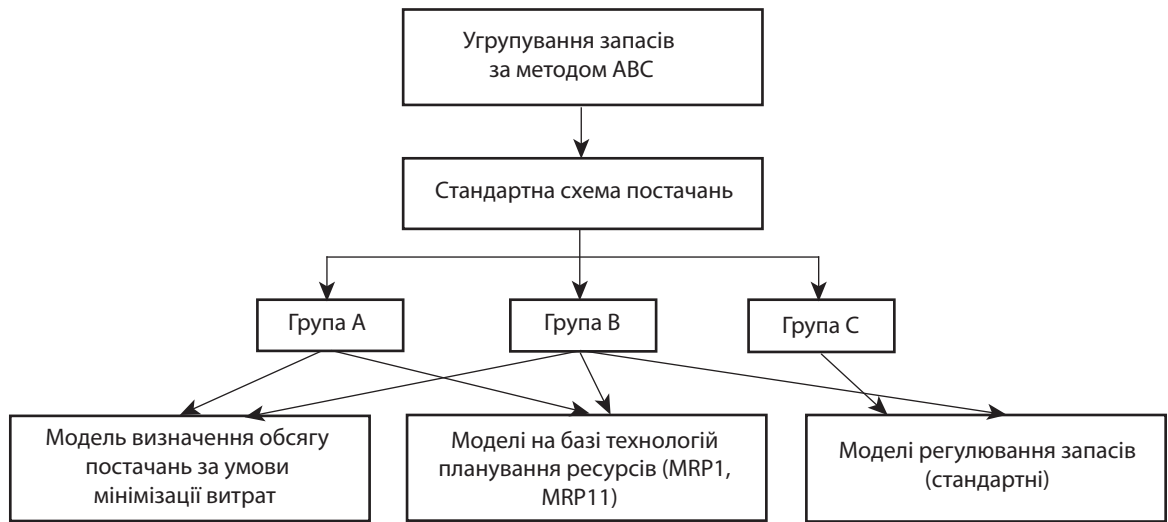 Угрупування запасів
за методом АВС
Стандартна схема постачань
Група А
Група В
Група С
Модель визначення обсягу
постачань за умови
мінімізації витрат
Моделі на базі технологій
планування ресурсів (MRP1,
MRP11)
Моделі регулювання запасів
(стандартні)